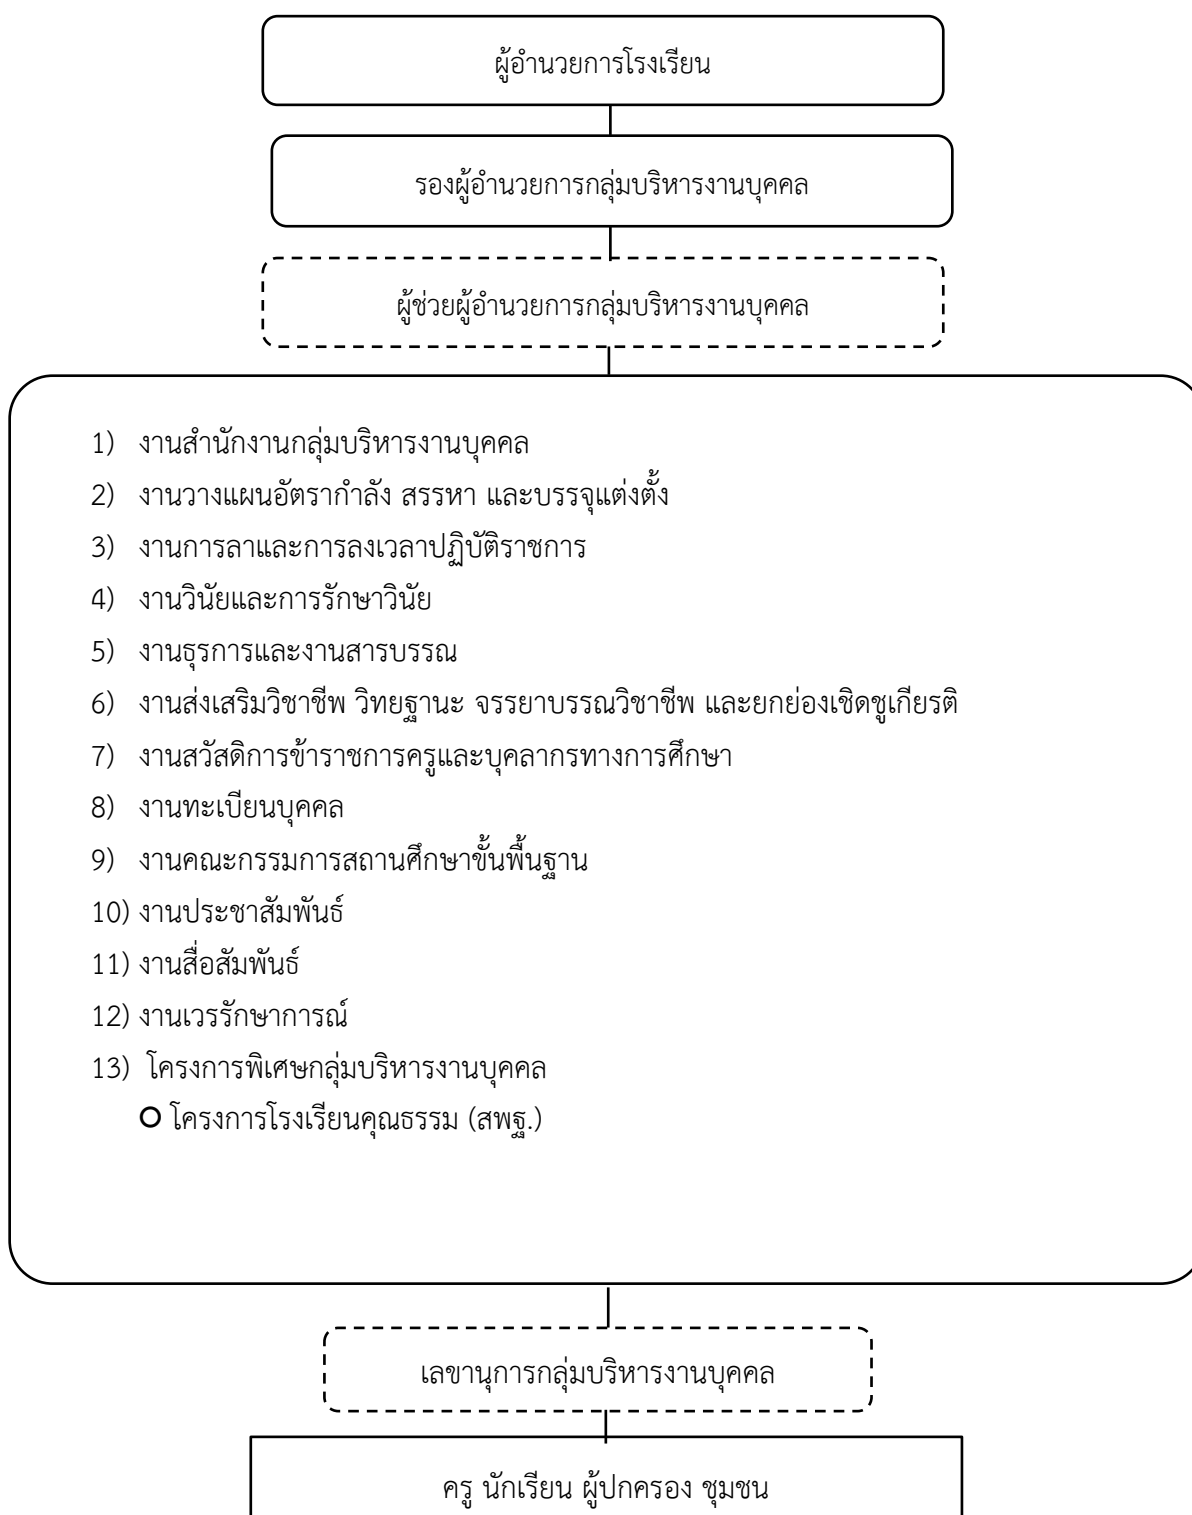 ผู้อำนวยการโรงเรียน
รองผู้อำนวยการกลุ่มบริหารงานบุคคล
ผู้ช่วยผู้อำนวยการกลุ่มบริหารงานบุคคล
1) งานสำนักงานกลุ่มบริหารงานบุคคล
2) งานวางแผนอัตรากำลัง สรรหา และบรรจุแต่งตั้ง
3) งานการลาและการลงเวลาปฏิบัติราชการ
4) งานวินัยและการรักษาวินัย
5) งานธุรการและงานสารบรรณ
6) งานส่งเสริมวิชาชีพ วิทยฐานะ จรรยาบรรณวิชาชีพ และยกย่องเชิดชูเกียรติ
7) งานสวัสดิการข้าราชการครูและบุคลากรทางการศึกษา
8) งานทะเบียนบุคคล
9) งานคณะกรรมการสถานศึกษาขั้นพื้นฐาน
10) งานประชาสัมพันธ์
11) งานสื่อสัมพันธ์
12) งานเวรรักษาการณ์
13) โครงการพิเศษกลุ่มบริหารงานบุคคล
โครงการโรงเรียนคุณธรรม (สพฐ.)
เลขานุการกลุ่มบริหารงานบุคคล
ครู นักเรียน ผู้ปกครอง ชุมชน